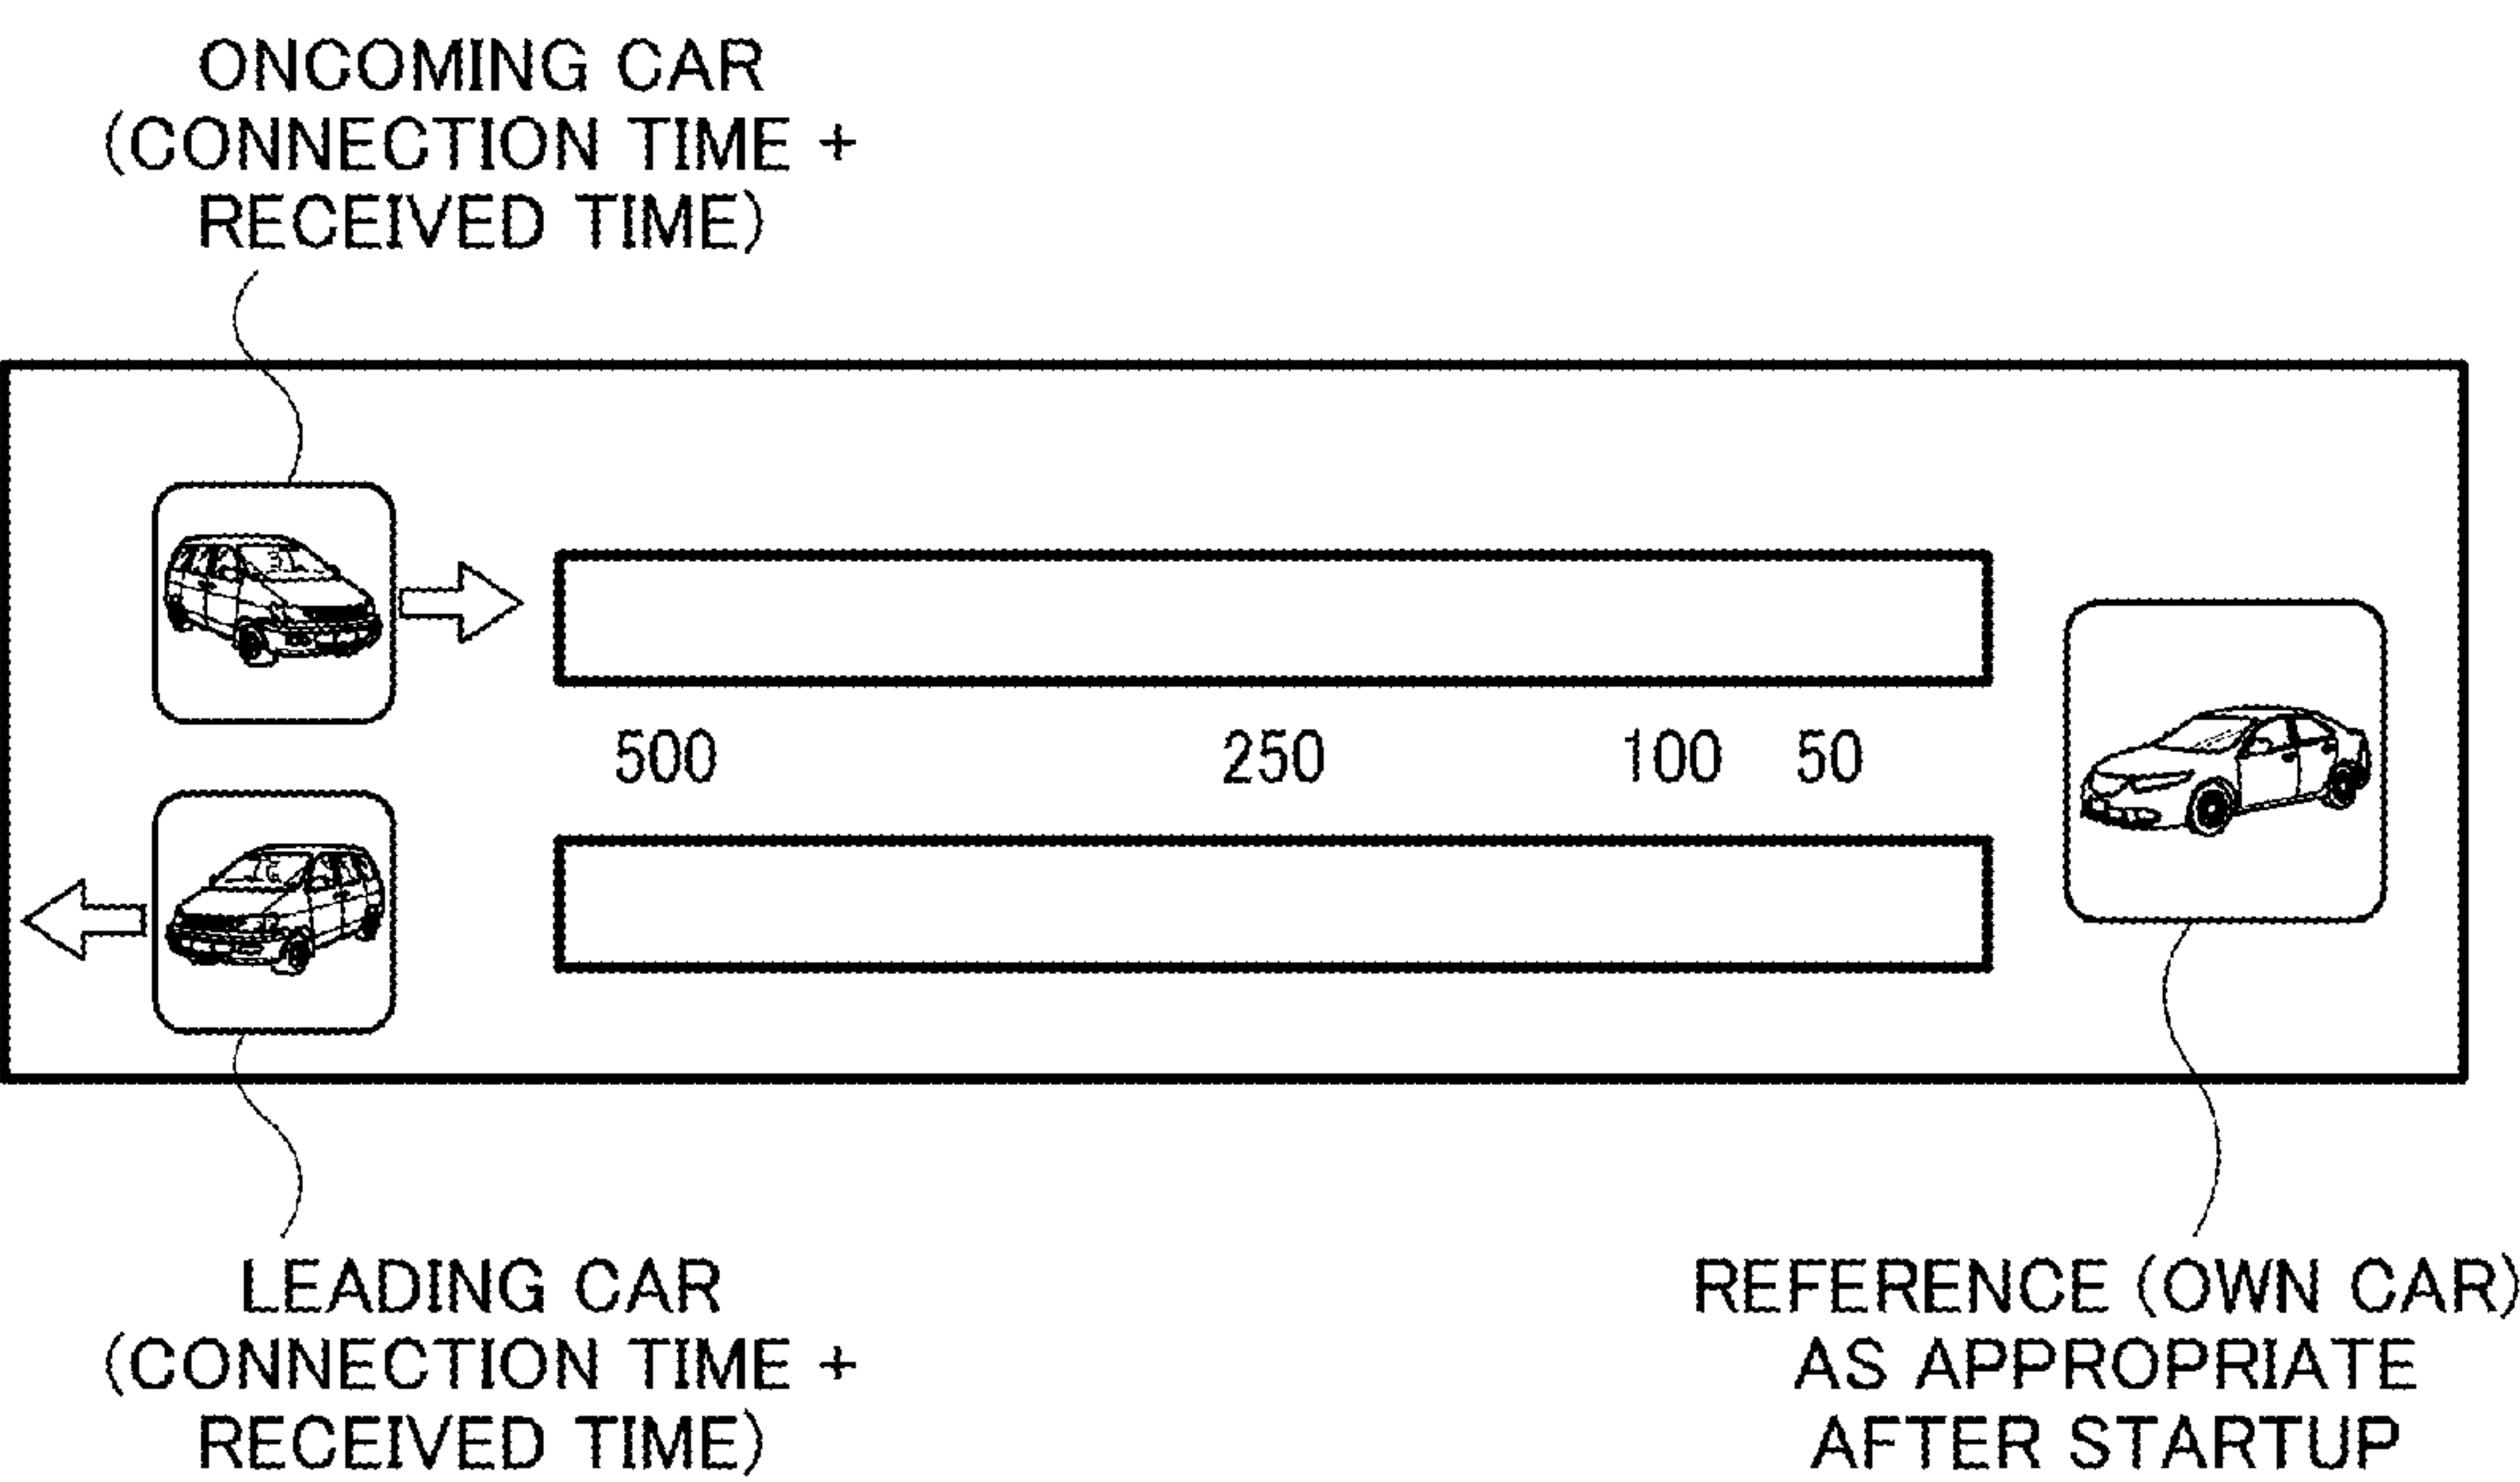 ONCOMING CAR
(CONNECTION TIME +
RECEIVED TIME)
500 250 100 50
LEADING CAR
(CONNECTION TIME +
RECEIVED TIME)
REFERENCE (OWN CAR)
AS APPROPRIATE
AFTER STARTUP